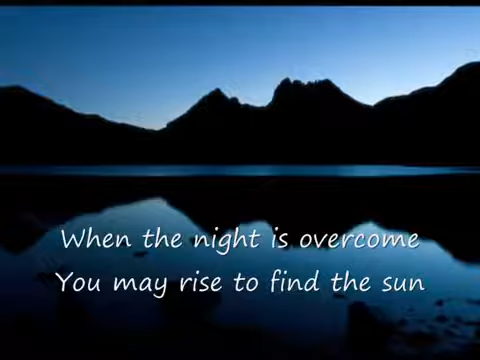 When the night is overcome
You may rise to find the sun